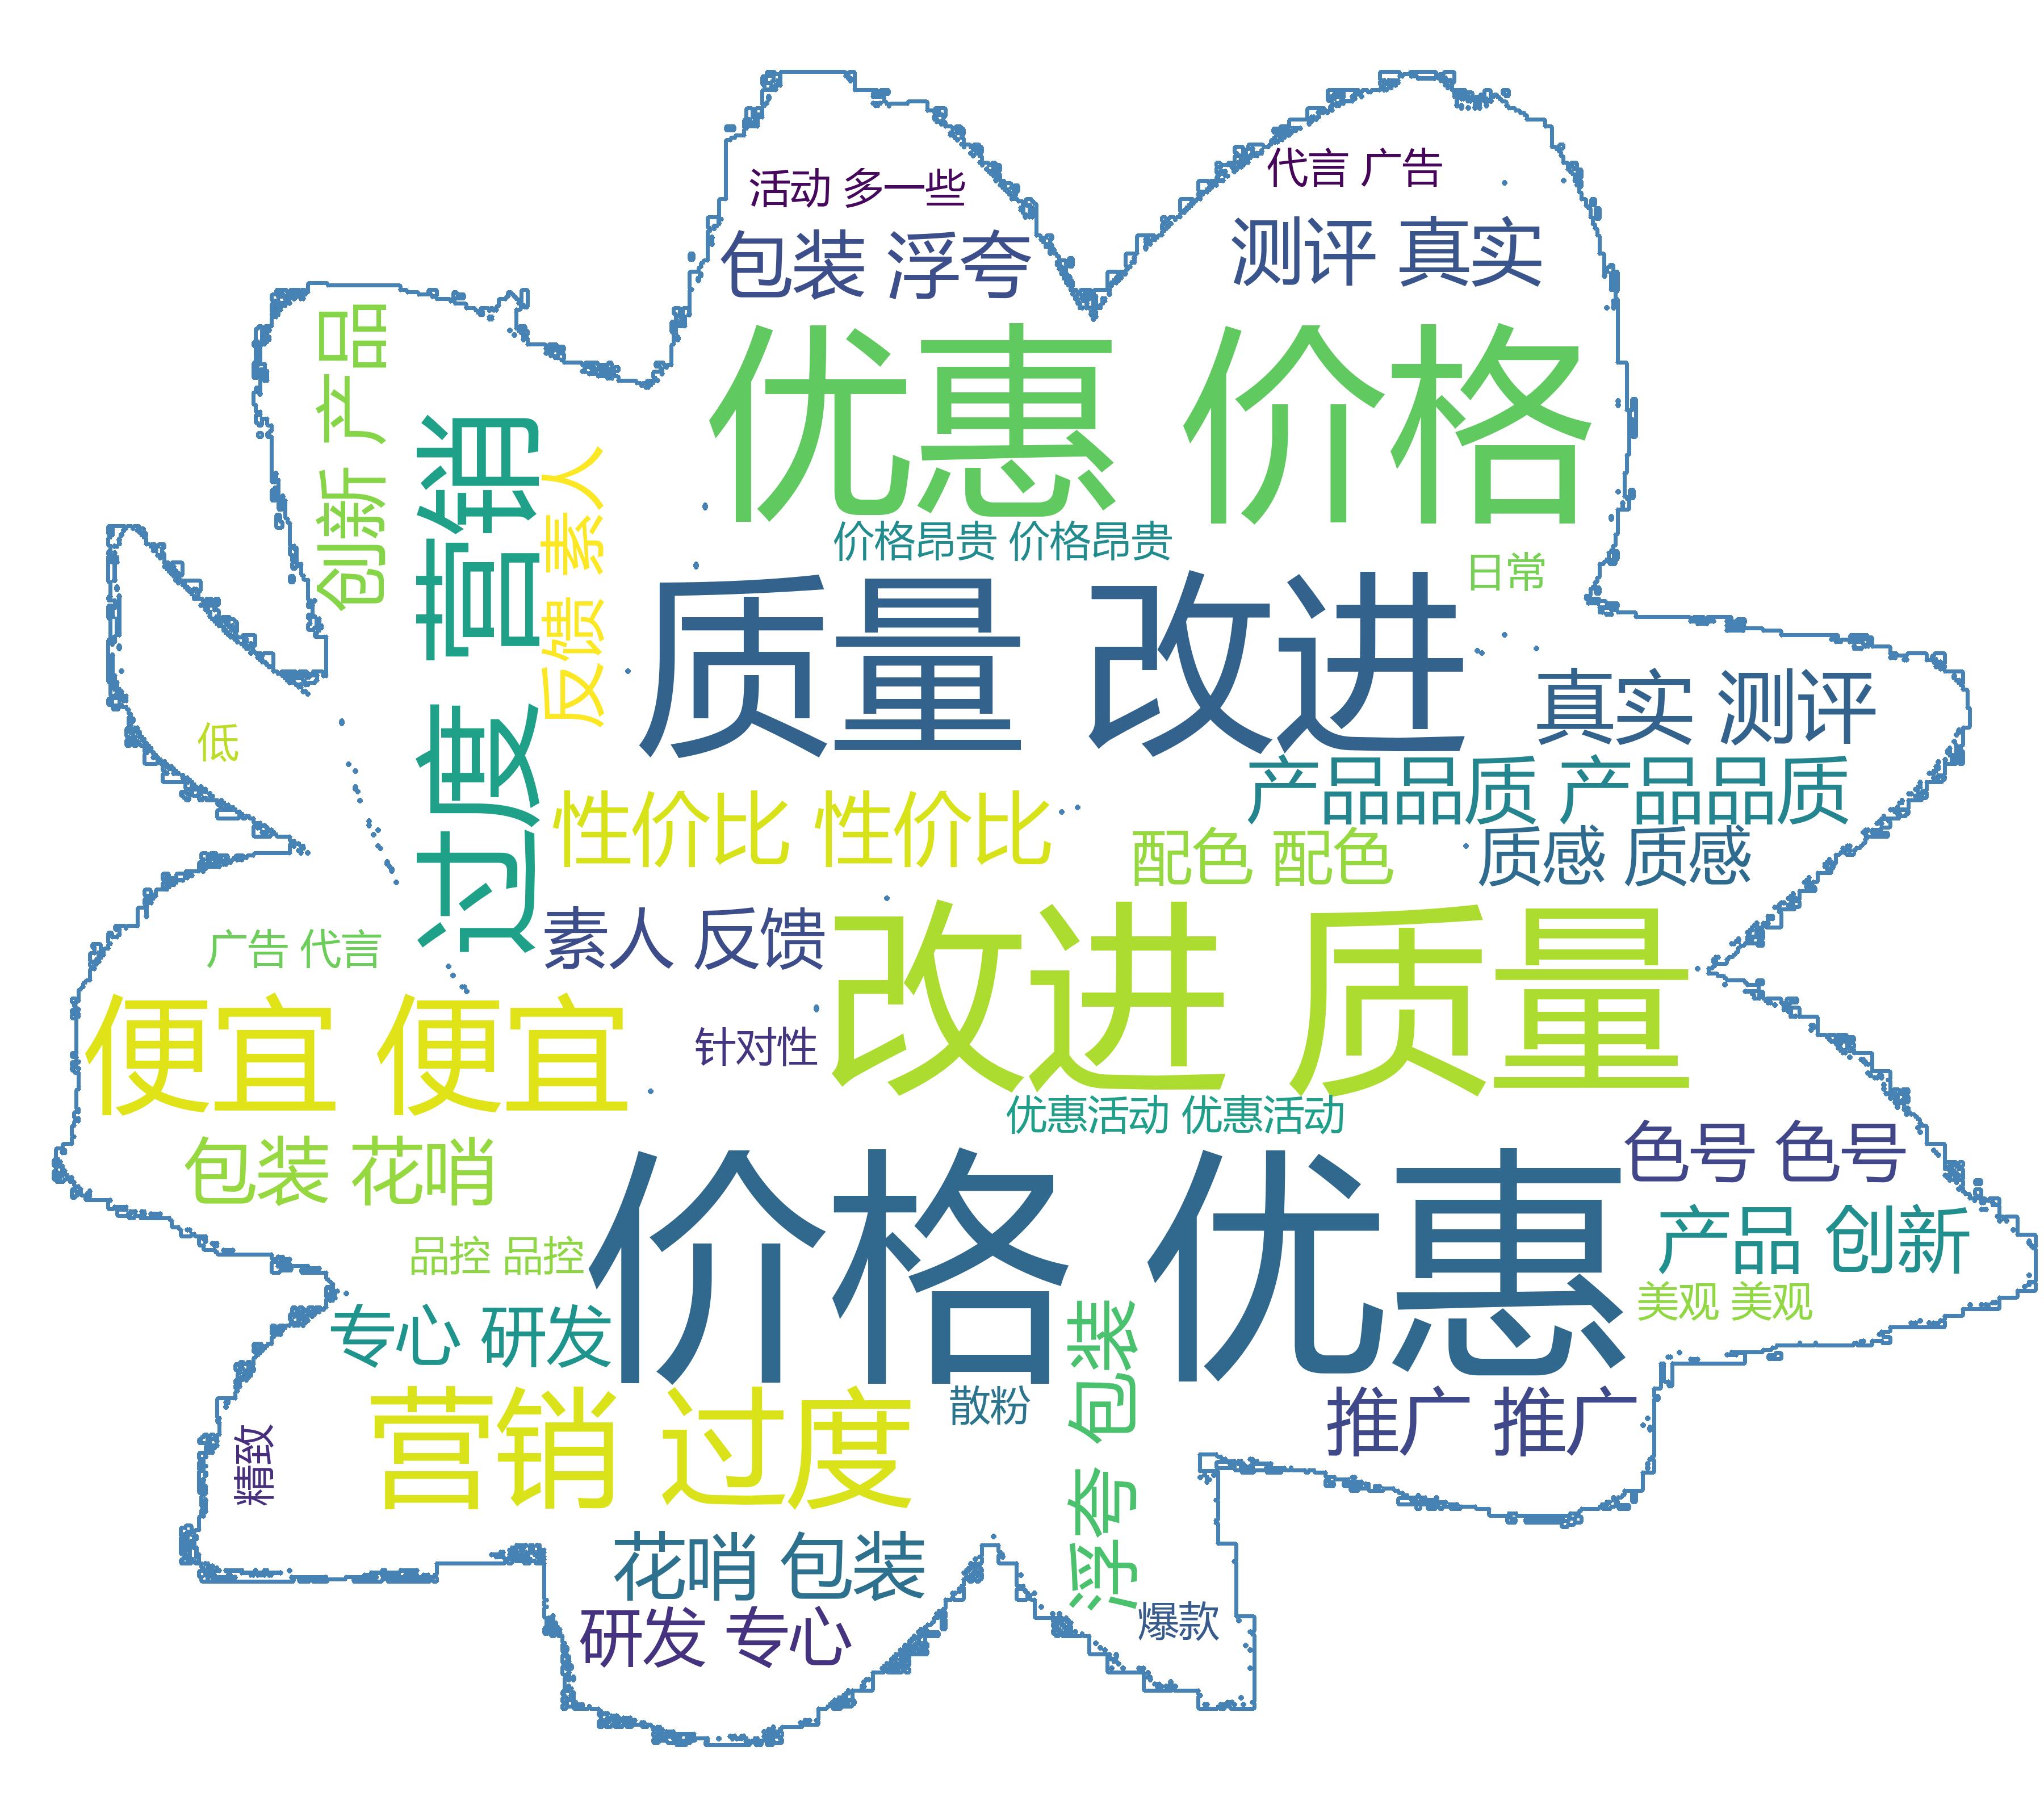 活动 多一些
代言 广告
包装 浮夸
测评 真实
创新 产品
优惠 价格
过度 营销
反馈 素人
价格昂贵 价格昂贵
日常
质量 改进
真实 测评
低
产品品质 产品品质
性价比 性价比
配色 配色
质感 质感
素人 反馈
广告 代言
改进 质量
便宜 便宜
针对性
优惠活动 优惠活动
包装 花哨
色号 色号
价格 优惠
产品 创新
品控 品控
美观 美观
专心 研发
散粉
浮夸 包装
推广 推广
营销 过度
精致
花哨 包装
爆款
研发 专心